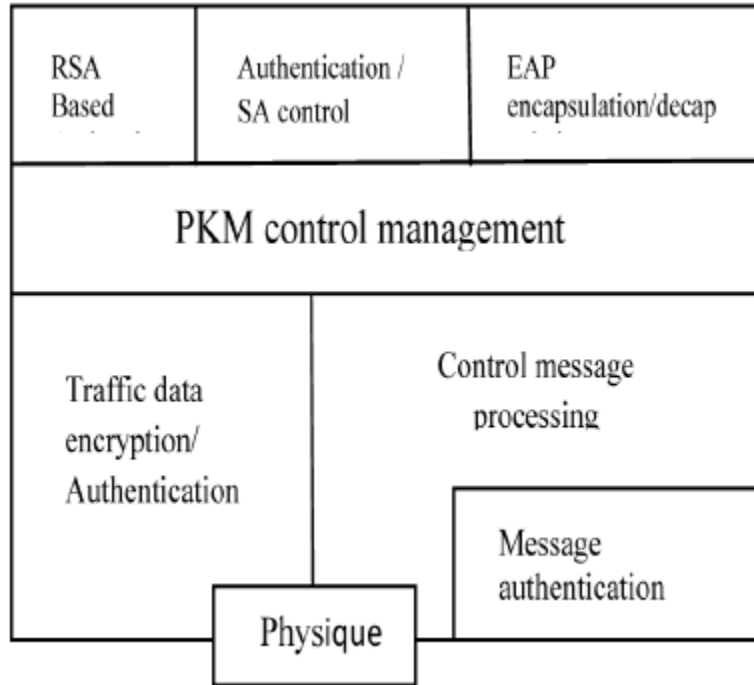 RSA
Based
Authentication /
SA control
EAP
encapsulation/decap
PKM control management
Traffic data
encryption/
Authentication
Control message
processing
Message
authentication
Physique